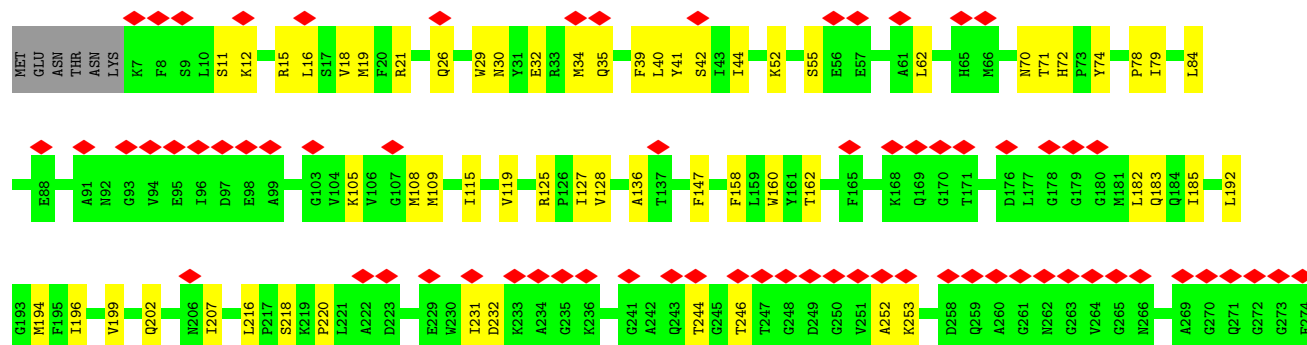 MET GLU ASN THR ASN LYS K7 F8 S9 L10 S11 K12 R15 L16 S17 V18 M19 F20 R21 Q26 W29 N30 Y31 E32 R33 M34 Q35 F39 L40 Y41 S42 I43 I44 K52 S55 E56 E57 A61 L62 H65 M66 N70 T71 H72 P73 Y74 P78 I79 L84
E88 A91 N92 G93 V94 E95 I96 D97 E98 A99 G103 V104 K105 V106 G107 M108 M109 I115 V119 R125 P126 I127 V128 A136 T137 F147 F158 L159 W160 Y161 T162 F165 K168 Q169 G170 T171 D176 L177 G178 G179 G180 M181 L182 Q183 Q184 I185 L192
G193 M194 F195 I196 V199 Q202 N206 I207 L216 P217 S218 K219 P220 L221 A222 D223 E229 W230 I231 D232 K233 A234 G235 K236 G241 A242 Q243 T244 G245 T246 T247 G248 D249 G250 V251 A252 K253 D258 Q259 A260 G261 N262 G263 V264 G265 N266 A269 G270 Q271 G272 G273